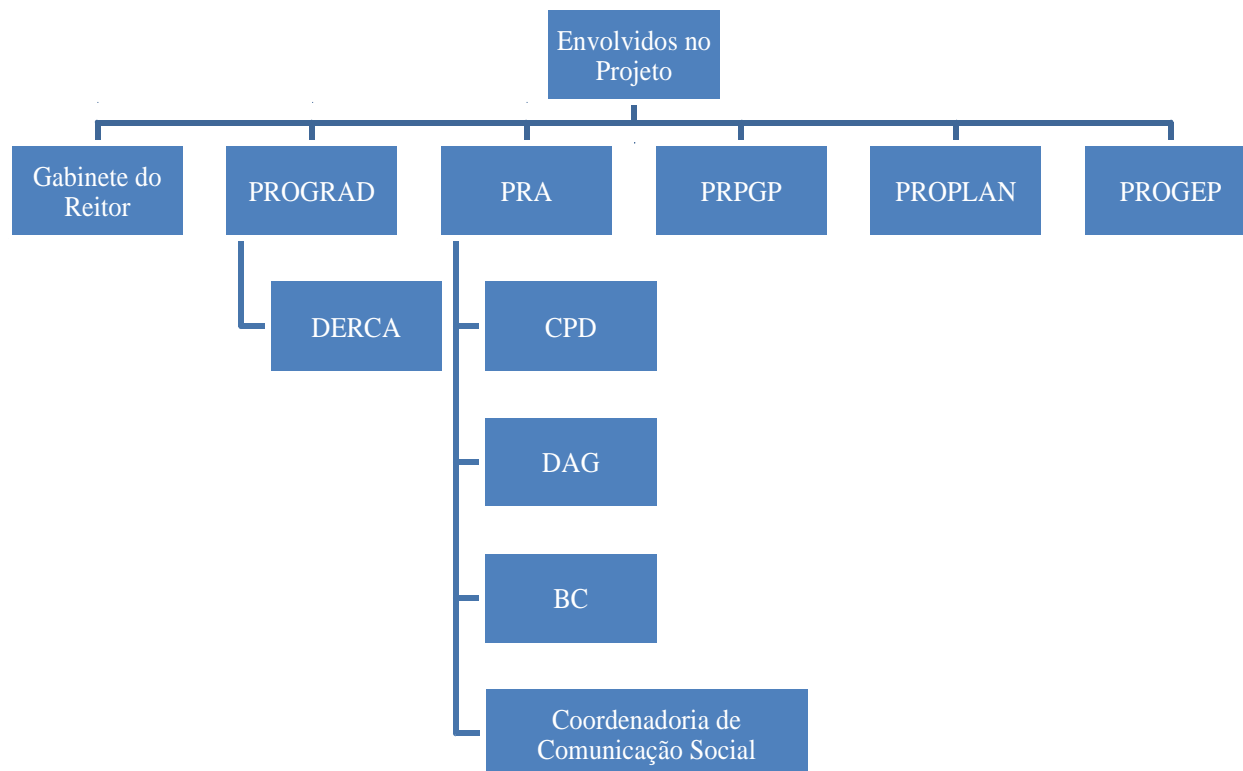 Envolvidos no
Projeto
Gabinete do
Reitor
PROGRAD
PRA
PRPGP
PROPLAN
PROGEP
DERCA
CPD
DAG
BC
Coordenadoria de
Comunicação Social